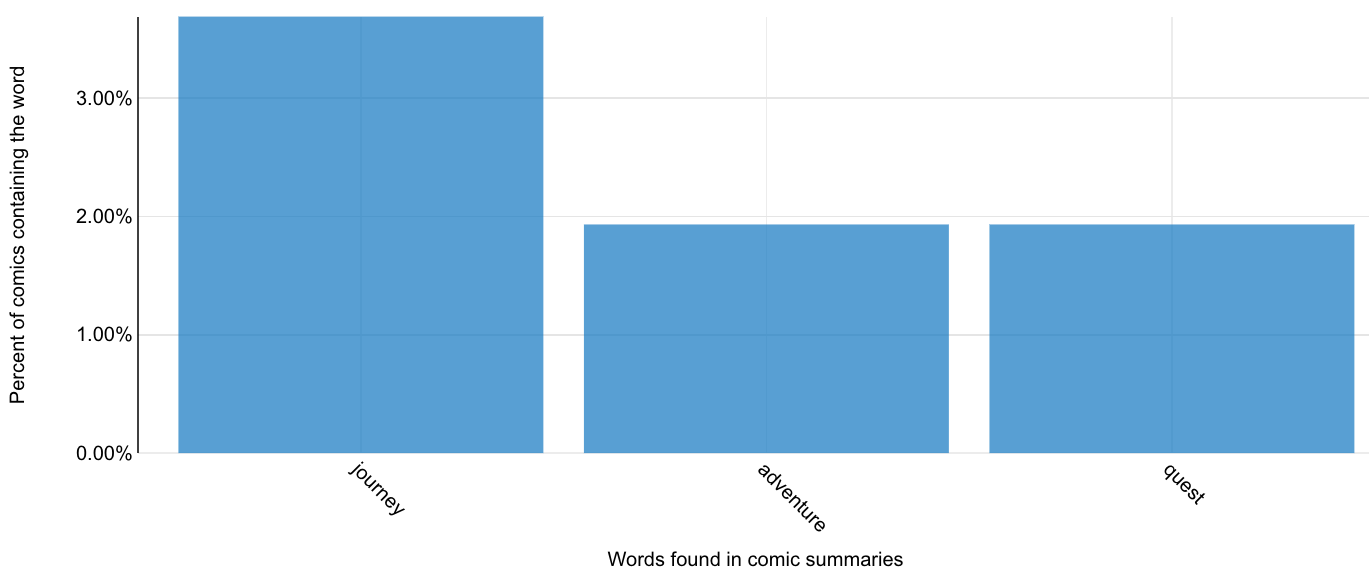 Percent of comics containing the word
3.00%
2.00%
1.00%
0.00%
journey
adventure
quest
Words found in comic summaries